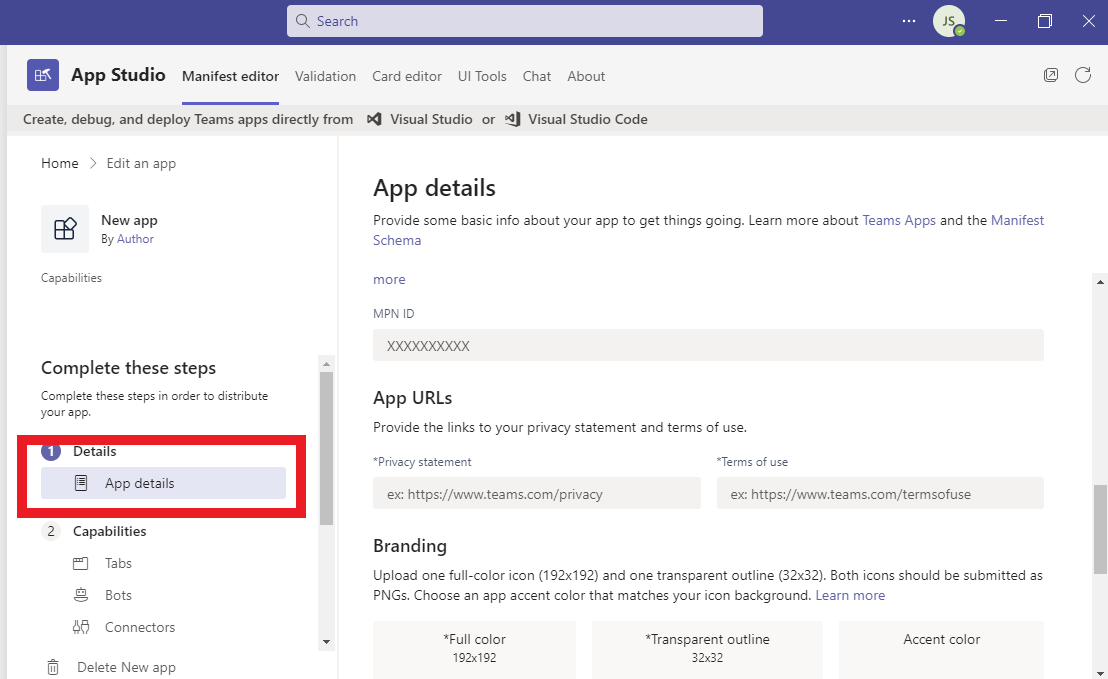 Search
JS
App Studio
Manifest editor
Validation
Card editor
UI Tools
Chat
About
Create, debug, and deploy Teams apps directly from Visual Studio or Visual Studio Code
Home > Edit an app
New app
By Author
Capabilities
Complete these steps
Complete these steps in order to distribute
your app.
1 Details
App details
2 Capabilities
Tabs
Bots
Connectors
Delete New app
App details
Provide some basic info about your app to get things going. Learn more about Teams Apps and the Manifest
Schema
more
MPN ID
XXXXXXXXXX
App URLs
Provide the links to your privacy statement and terms of use.
*Privacy statement
ex: https://www.teams.com/privacy
*Terms of use
ex: https://www.teams.com/termsofuse
Branding
Upload one full-color icon (192x192) and one transparent outline (32x32). Both icons should be submitted as
PNGs. Choose an app accent color that matches your icon background. Learn more
*Full color
192x192
*Transparent outline
32x32
Accent color